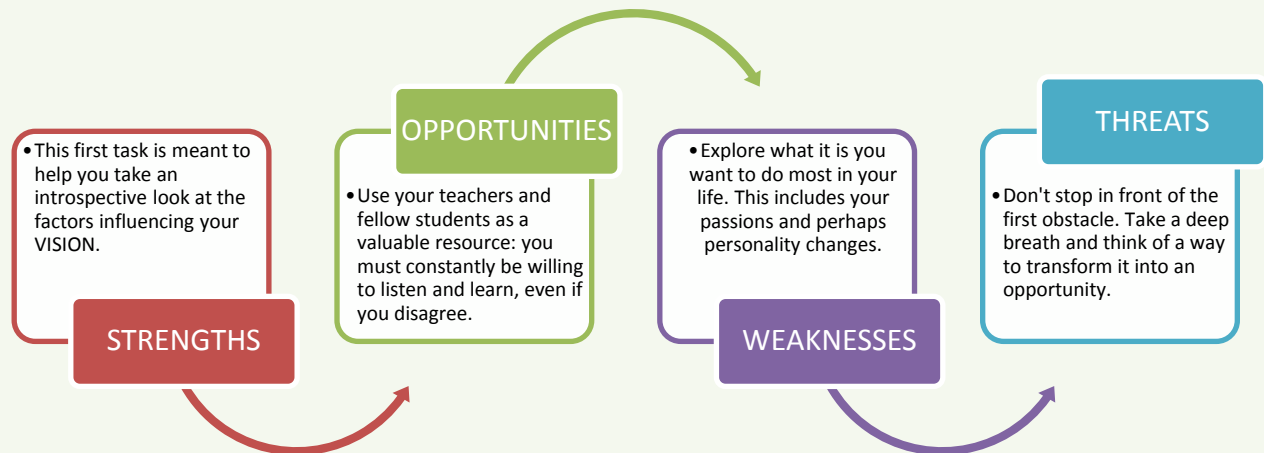 • This first task is meant to
help you take an
introspective look at the
factors influencing your
VISION.
STRENGTHS
OPPORTUNITIES
• Use your teachers and
fellow students as a
valuable resource: you
must constantly be willing
to listen and learn, even if
you disagree.
• Explore what it is you
want to do most in your
life. This includes your
passions and perhaps
personality changes.
WEAKNESSES
THREATS
• Don't stop in front of the
first obstacle. Take a deep
breath and think of a way
to transform it into an
opportunity.